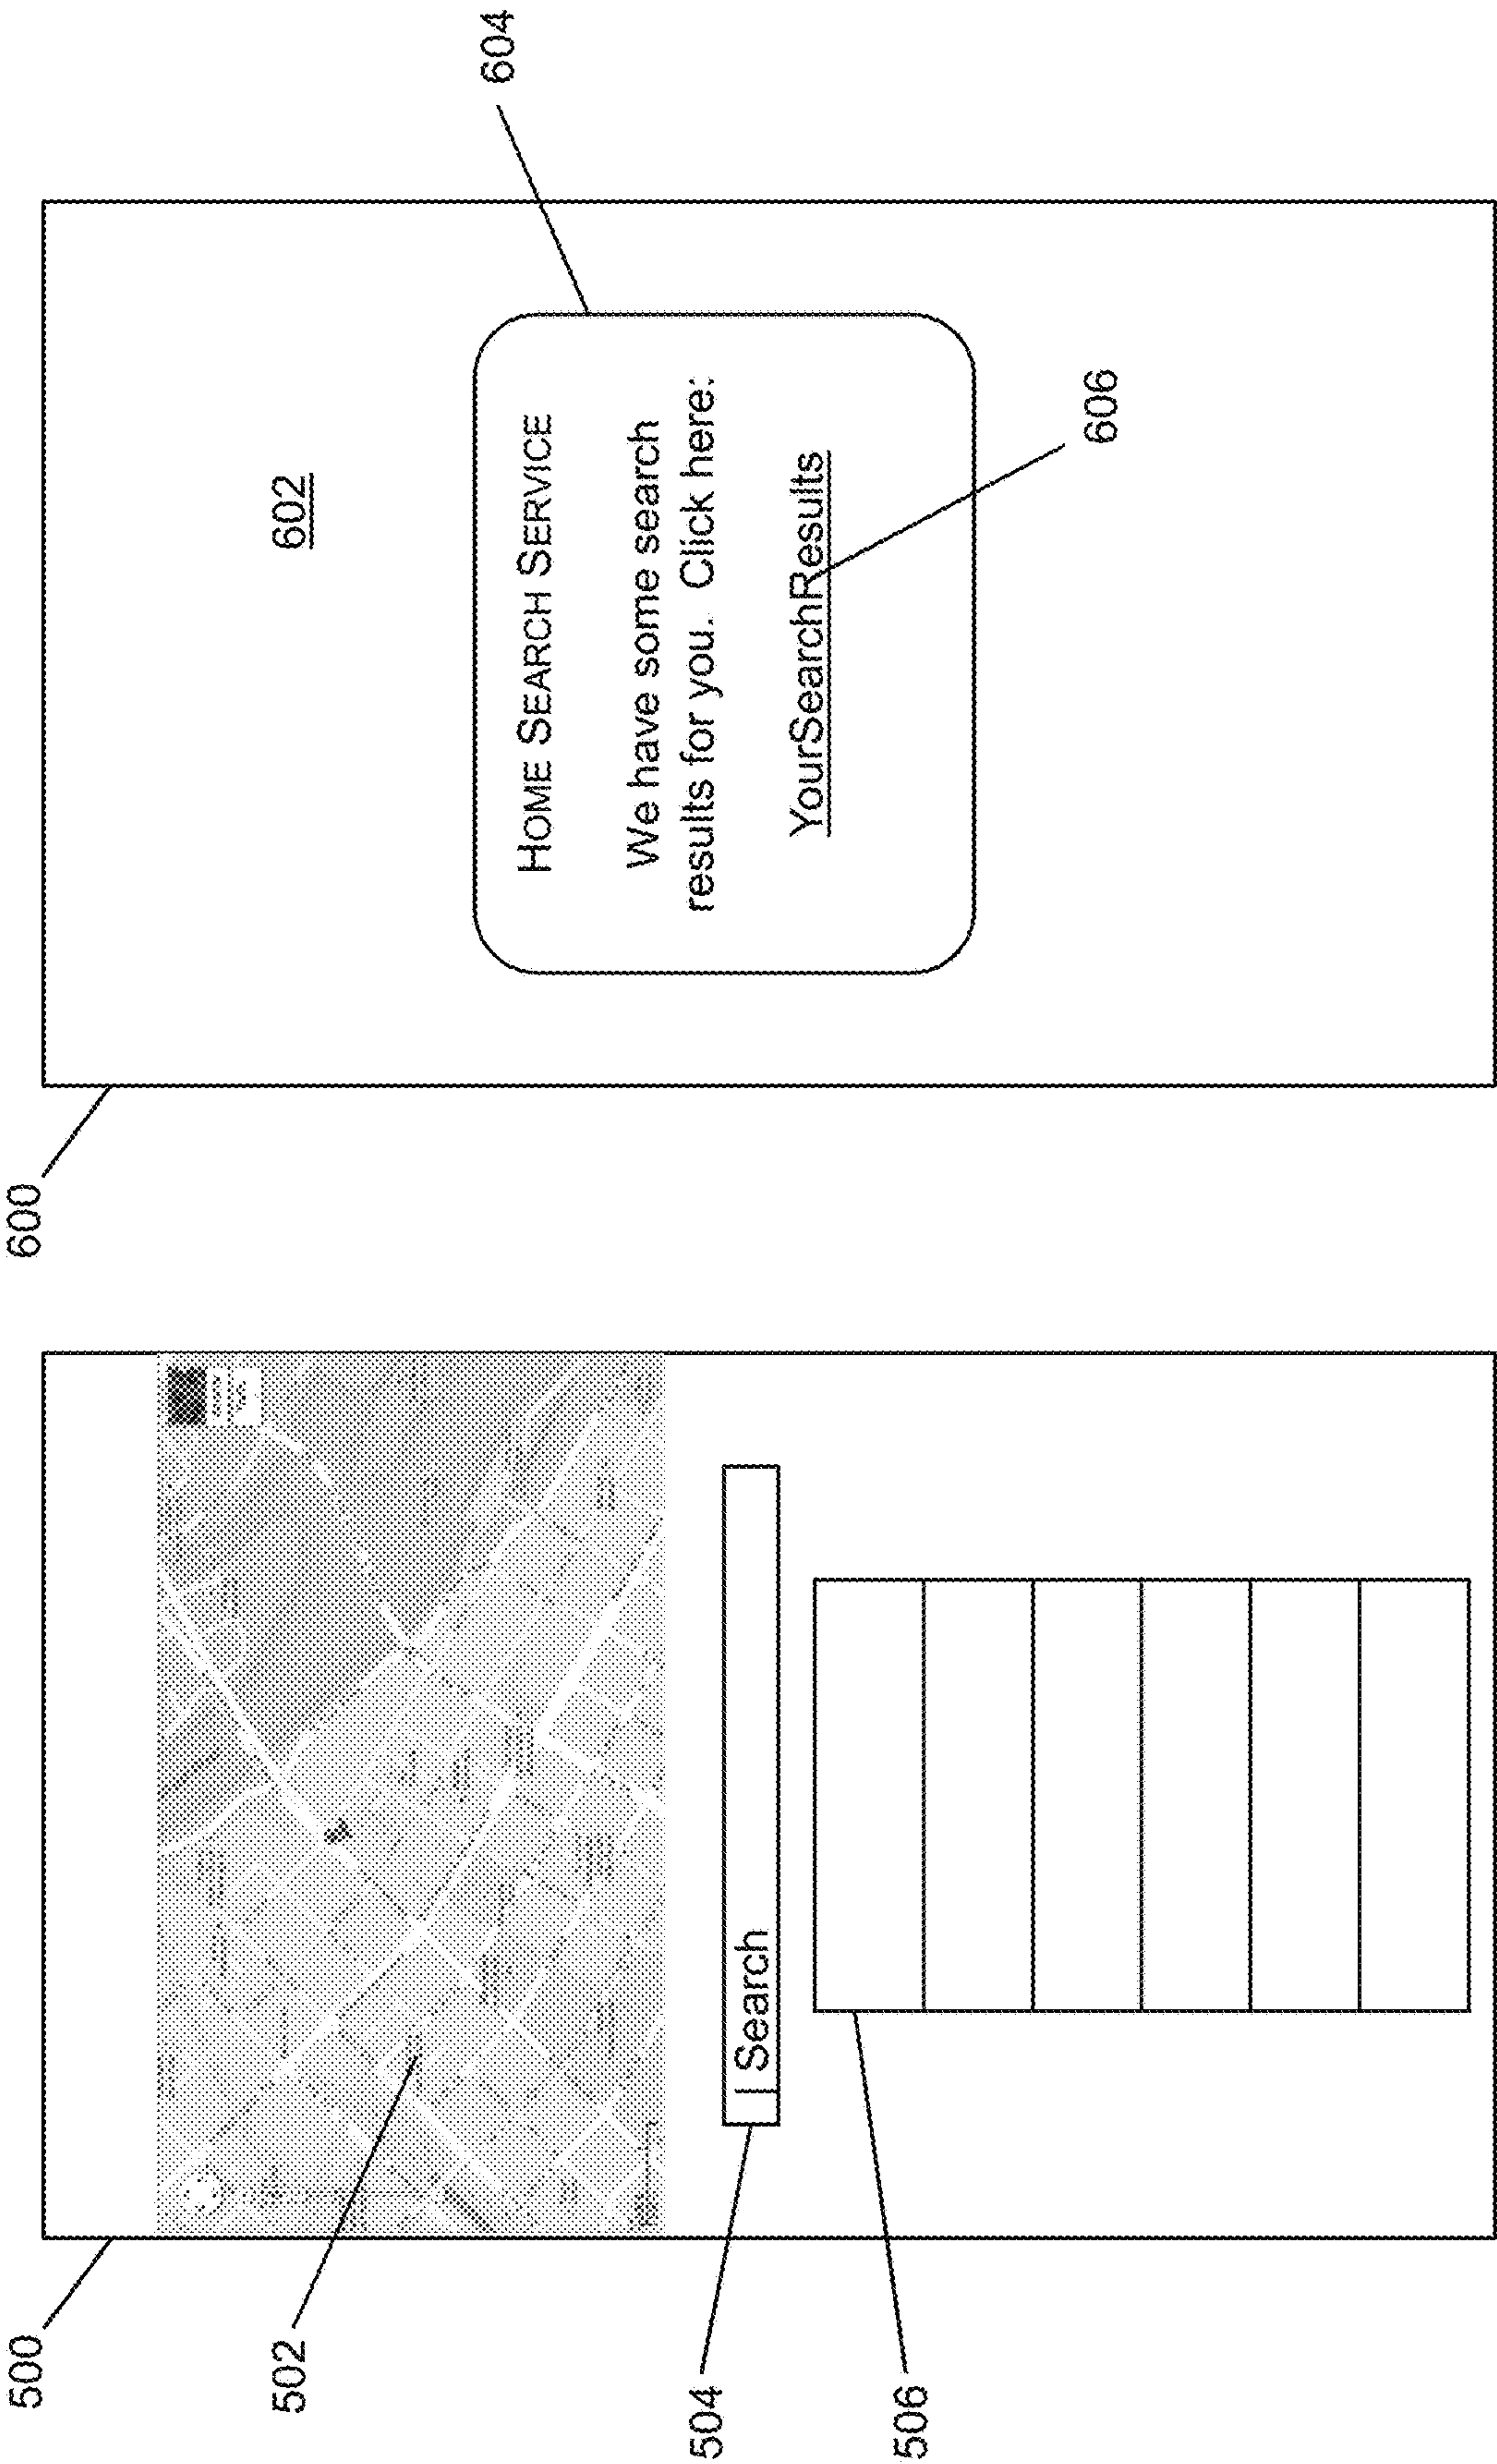 500
502
504
506
| Search
600
602
604
HOME SEARCH SERVICE
We have some search
results for you. Click here:
YourSearchResults
606